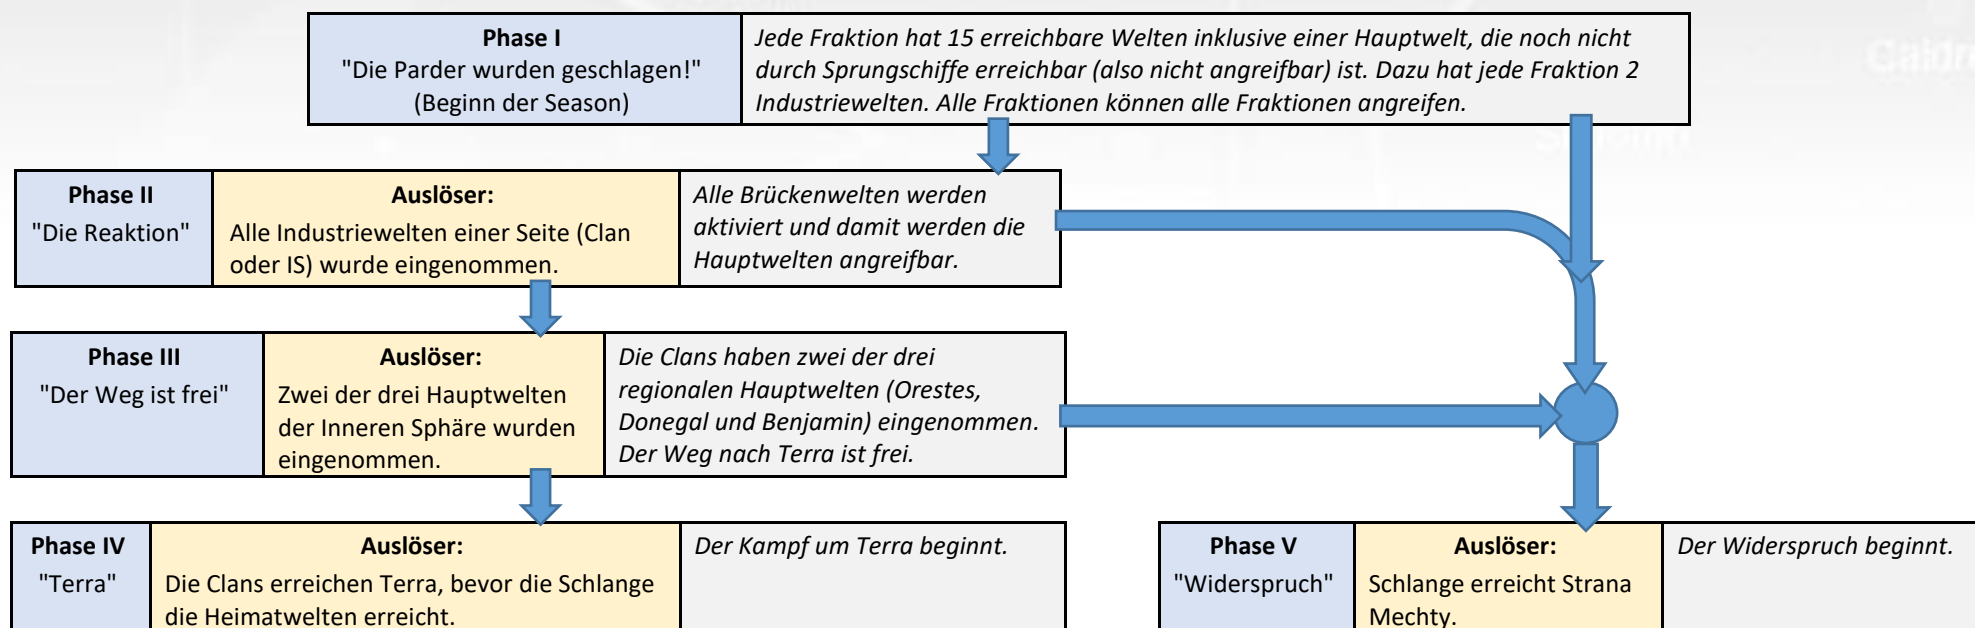 Phase I
"Die Parder wurden geschlagen!"
(Beginn der Season)
Jede Fraktion hat 15 erreichbare Welten inklusive einer Hauptwelt, die noch nicht
durch Sprungschiffe erreichbar (also nicht angreifbar) ist. Dazu hat jede Fraktion 2
Industriewelten. Alle Fraktionen können alle Fraktionen angreifen.
Phase II
"Die Reaktion"
Auslöser:
Alle Industriewelten einer Seite (Clan
oder IS) wurde eingenommen.
Alle Brückenwelten werden
aktiviert und damit werden die
Hauptwelten angreifbar.
Phase III
"Der Weg ist frei"
Auslöser:
Zwei der drei Hauptwelten
der Inneren Sphäre wurden
eingenommen.
Die Clans haben zwei der drei
regionalen Hauptwelten (Orestes,
Donegal und Benjamin) eingenommen.
Der Weg nach Terra ist frei.
Phase IV
"Terra"
Auslöser:
Die Clans erreichen Terra, bevor die Schlange
die Heimatwelten erreicht.
Der Kampf um Terra beginnt.
Phase V
"Widerspruch"
Auslöser:
Schlange erreicht Strana
Mechty.
Der Widerspruch beginnt.